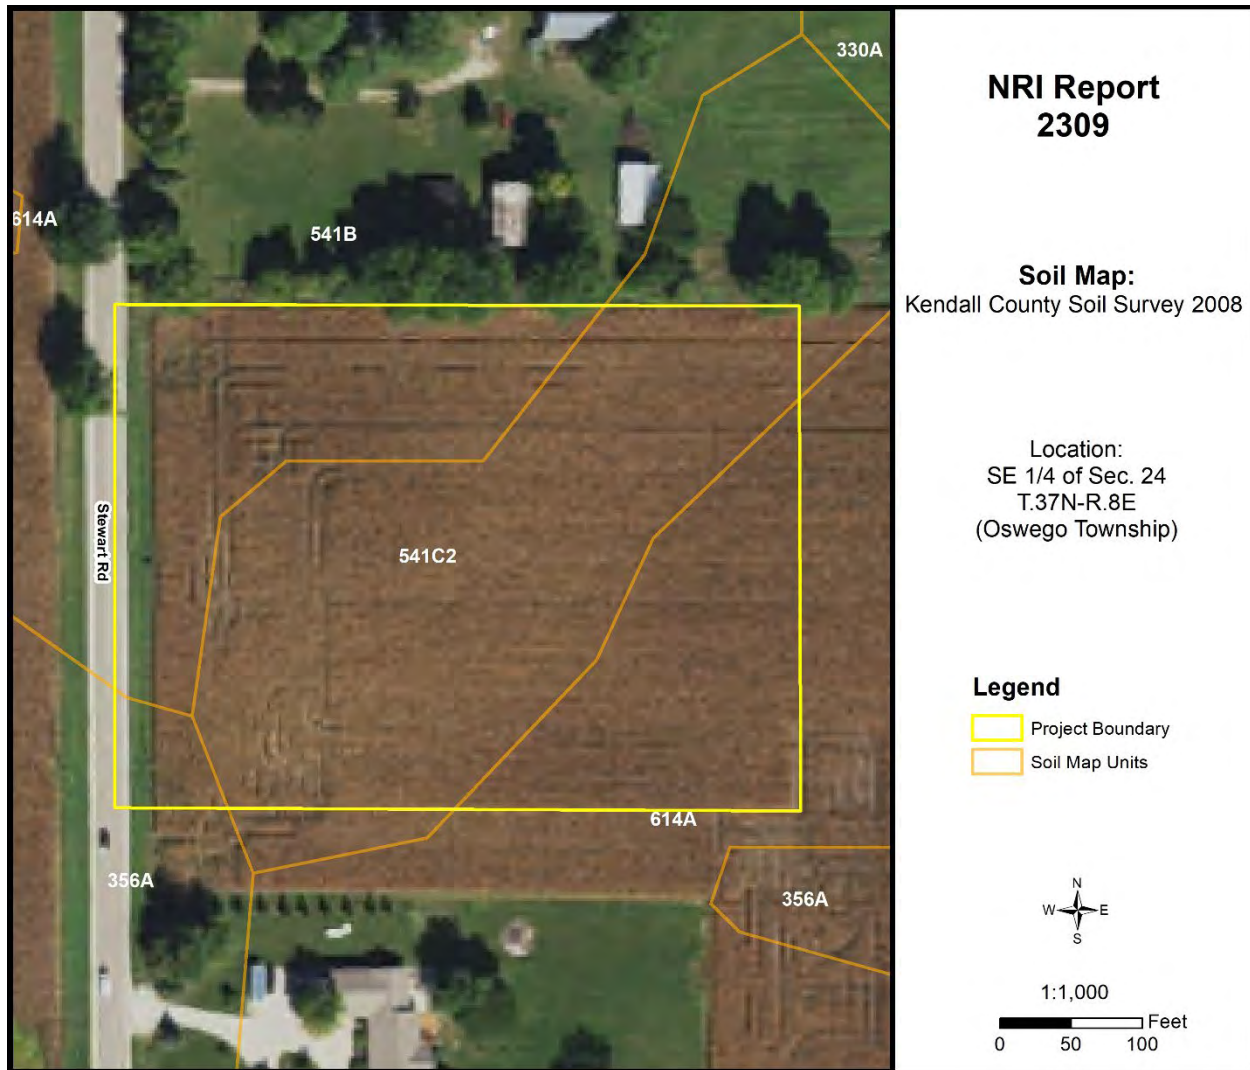 330A
614A
541B
541C2
Stewart Rd
614A
356A
356A
NRI Report
2309
Soil Map:
Kendall County Soil Survey 2008
Location:
SE 1/4 of Sec. 24
T.37N-R.8E
(Oswego Township)
Legend
Project Boundary
Soil Map Units
N
W E
S
1:1,000
Feet
0 50 100